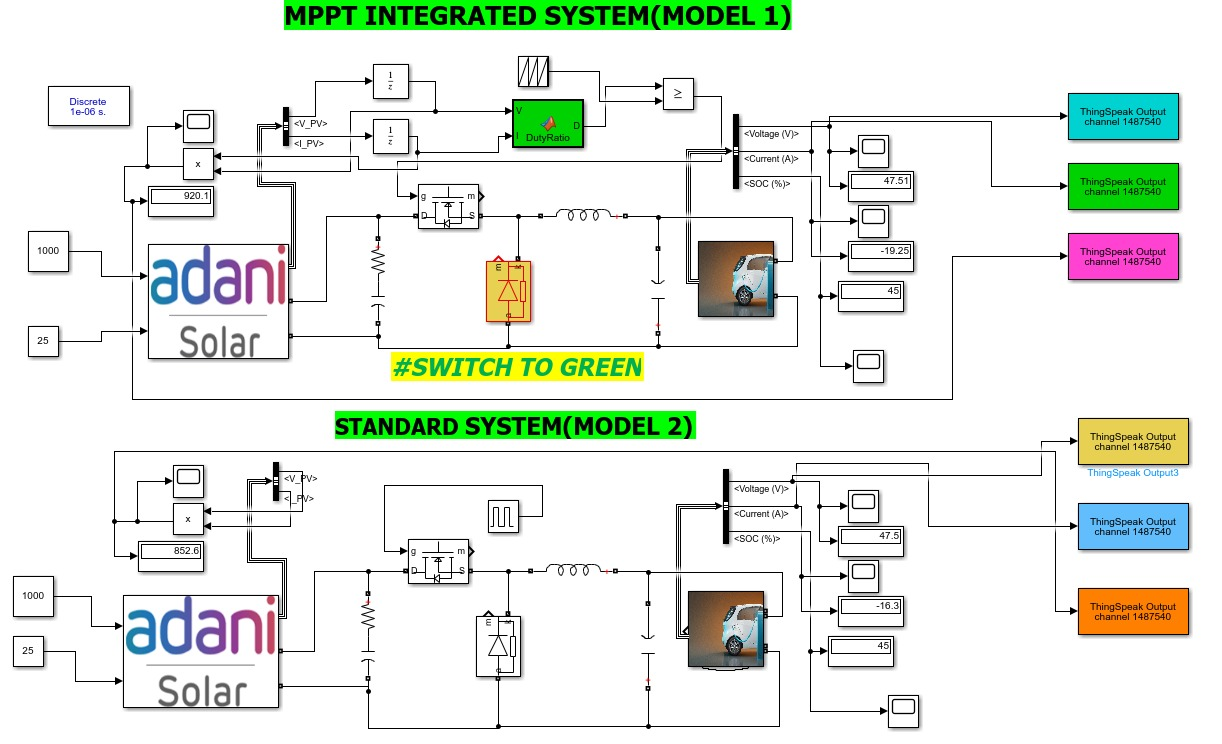 MPPT INTEGRATED SYSTEM(MODEL 1)
Discrete
1e-06 s.
1
z
1
z
<V_PV>
<I_PV>
V
I
D
DutyRatio
≥
x
920.1
1000
25
adani
Solar
g
m
D
S
m
k
a
<Voltage (V)>
<Current (A)>
<SOC (%)>
47.51
-19.25
45
ThingSpeak Output
channel 1487540
ThingSpeak Output
channel 1487540
ThingSpeak Output
channel 1487540
#SWITCH TO GREEN
STANDARD SYSTEM(MODEL 2)
<V_PV>
<I_PV>
x
852.6
1000
25
adani
Solar
g
m
D
S
m
k
a
<Voltage (V)>
<Current (A)>
<SOC (%)>
47.5
-16.3
45
ThingSpeak Output
channel 1487540
ThingSpeak Output3
ThingSpeak Output
channel 1487540
ThingSpeak Output
channel 1487540